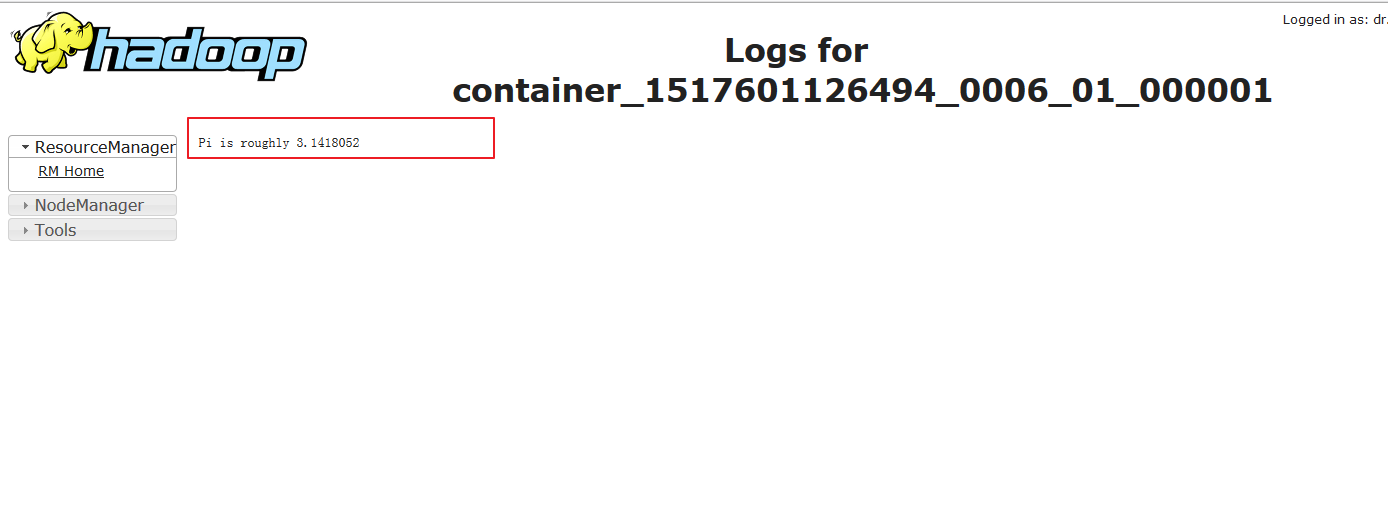 hadoop
Logged in as: dr.
Logs for
container_1517601126494_0006_01_000001
ResourceManager
RM Home
NodeManager
Tools
Pi is roughly 3.1418052